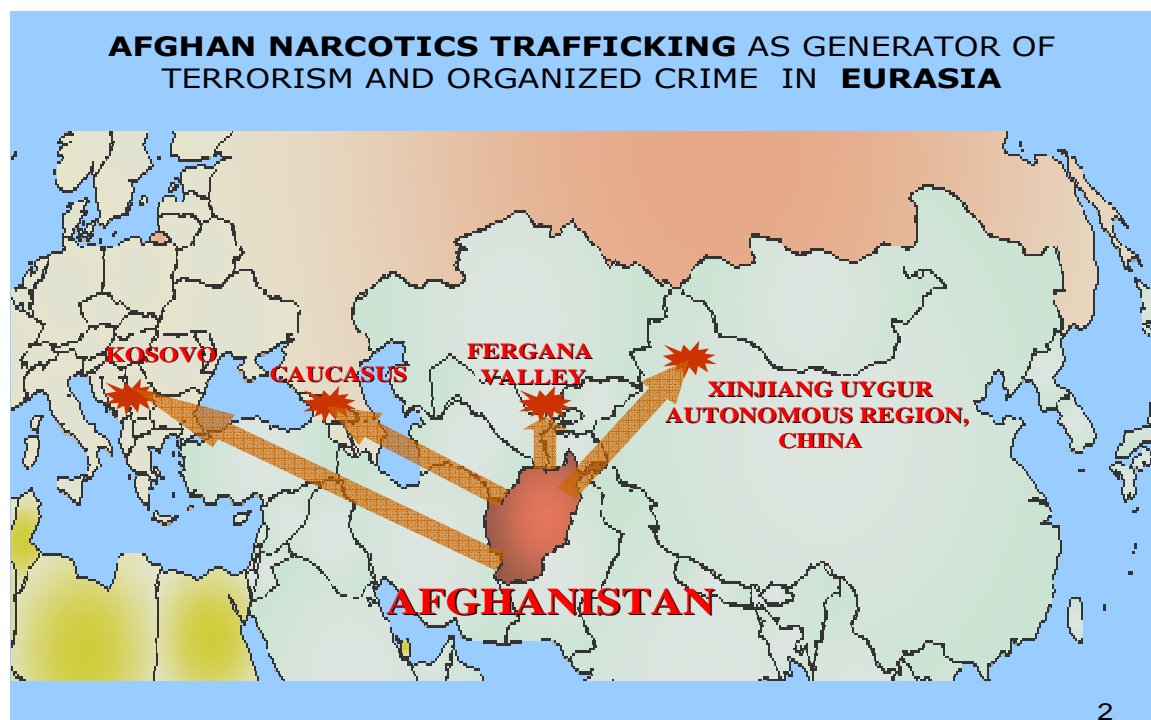 AFGHAN NARCOTICS TRAFFICKING AS GENERATOR OF
TERRORISM AND ORGANIZED CRIME IN EURASIA
KOSOVO
CAUCASUS
FERGANA
VALLEY
XINJIANG UYGUR
AUTONOMOUS REGION,
CHINA
AFGHANISTAN
2